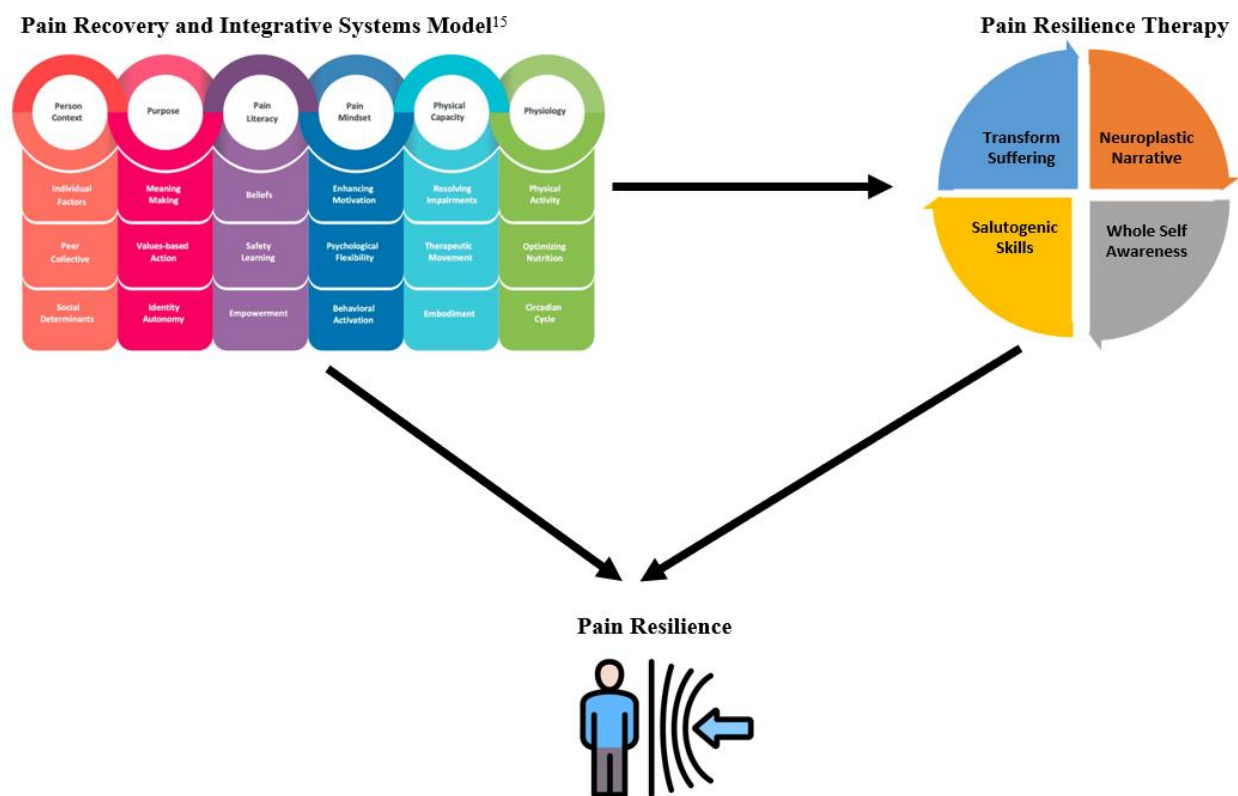 Pain Recovery and Integrative Systems Model¹⁵
Pain Resilience Therapy
Person
Context
Purpose
Pain
Literacy
Pain
Mindset
Physical
Capacity
Physiology
Individual
Factors
Meaning
Making
Beliefs
Enhancing
Motivation
Resolving
Impairments
Physical
Activity
Peer
Collective
Values-based
Action
Safety
Learning
Psychological
Flexibility
Therapeutic
Movement
Optimizing
Nutrition
Social
Determinants
Identity
Autonomy
Empowerment
Behavioral
Activation
Embodiment
Circadian
Cycle
Transform
Suffering
Neuroplastic
Narrative
Salutogenic
Skills
Whole Self
Awareness
Pain Resilience